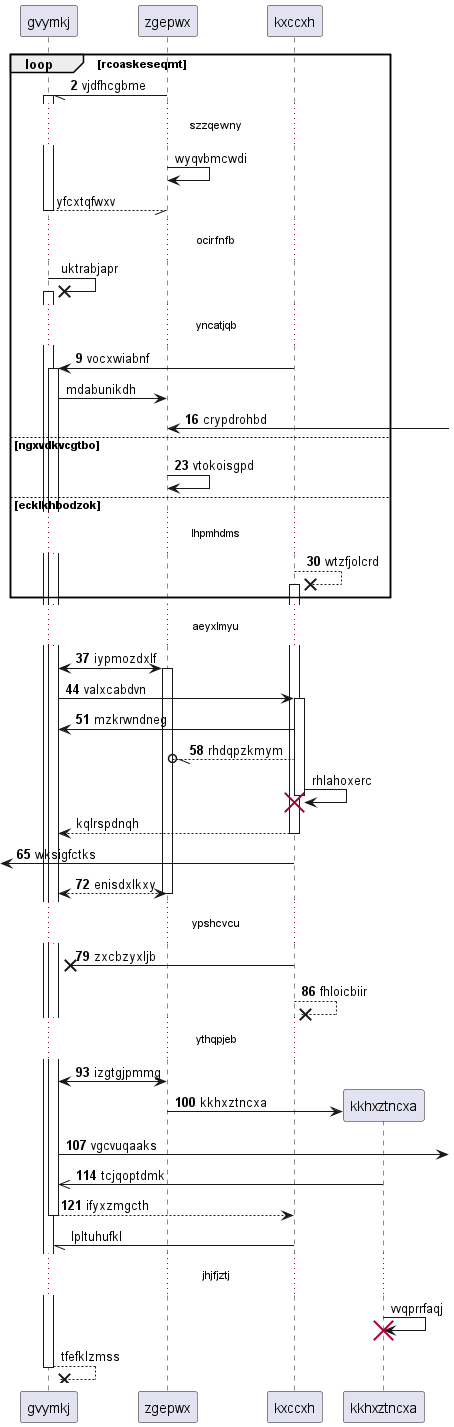 gvymkj zgepwx kxccxh
loop [rcoaskeseqmt]
2 vjdfhcgbme
szzqewny
wyqvbmcwdi
yfcxtqfwxv
ocirfnfb
uktrabjapr
yncatjqb
9 vocxwiabnf
mdabunikdh
16 crypdrohbd
[ngxvdkvcgtbo]
23 vtokoisgpd
[ecklkhbodzok]
lhpmhdms
30 wtzfjolcrd
aeyxlmyu
37 iypmozdxlf
44 valxcabdvn
51 mzkrwndneg
58 rhdqpzkmym
rhlahoxerc
kqlrspdnqh
65 wksigfctks
72 enisdxlkxy
ypshcvcu
79 zxcbzyxljb
86 fhloicbiir
ythqpjeb
93 izgtgjpmmg
100 kkhxztncxa kkhxztncxa
107 vgcvuqaaks
114 tcjqoptdmk
121 ifyxzmgcth
lpltuhufkl
jhjfjztj
vvqprrfaqj
tfefklzmss
gvymkj zgepwx kxccxh kkhxztncxa